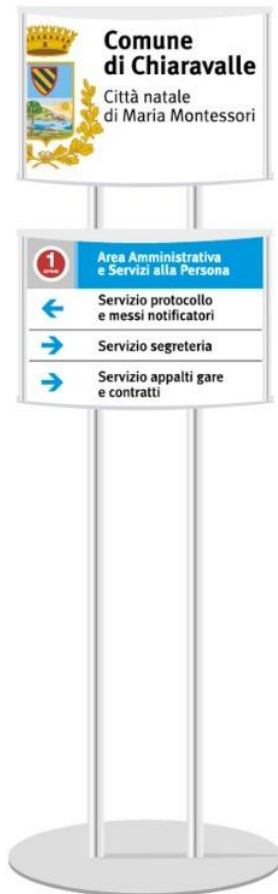 Comune
di Chiaravalle
Città natale
di Maria Montessori
1
Area Amministrativa
e Servizi alla Persona
Servizio protocollo
e messi notificatori
Servizio segreteria
Servizio appalti gare
e contratti